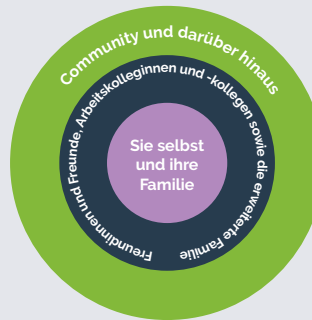 Community und darüber hinaus
Freundinnen und Freunde, Arbeitskolleginnen und -kollegen sowie die erweiterte Familie
Sie selbst
und ihre
Familie